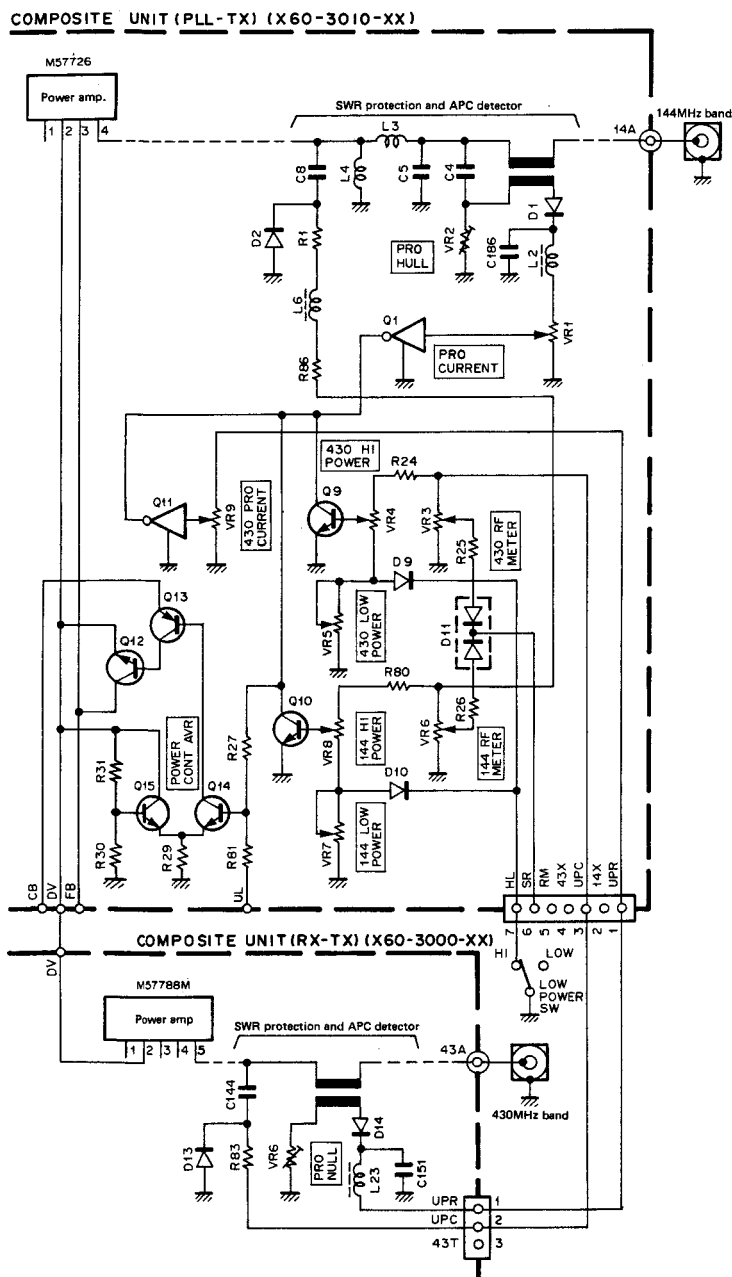 COMPOSITE UNIT (PLL-TX) (X60-3010-XX)
M57726
Power amp.
1 2 3 4
SWR protection and APC detector
144MHz band
14A
L3
C8
L4
C5
C4
D1
D2
R1
VR2
PRO HULL
C186
L2
L6
Q1
VR1
R86
PRO CURRENT
430 HI POWER
R24
Q11
VR9
430 PRO CURRENT
Q9
VR4
VR3
R25
430 RF METER
D9
Q13
Q12
VR5
430 LOW POWER
D11
R80
R26
Q10
R27
VR8
144 HI POWER
VR6
144 RF METER
R31
POWER CONT AVR
D10
Q15
Q14
R30
R29
R81
VR7
144 LOW POWER
CB
DV
FB
UL
HL
SR
RM
43X
UPC
14X
UPR
7 6 5 4 3 2 1
COMPOSITE UNIT (RX-TX) (X60-3000-XX)
HI
LOW
LOW POWER SW
DV
M57788M
Power amp
1 2 3 4 5
SWR protection and APC detector
43A
430MHz band
C144
D13
R83
VR6
PRO NULL
D14
L23
C151
UPR 1
UPC 2
43T 3